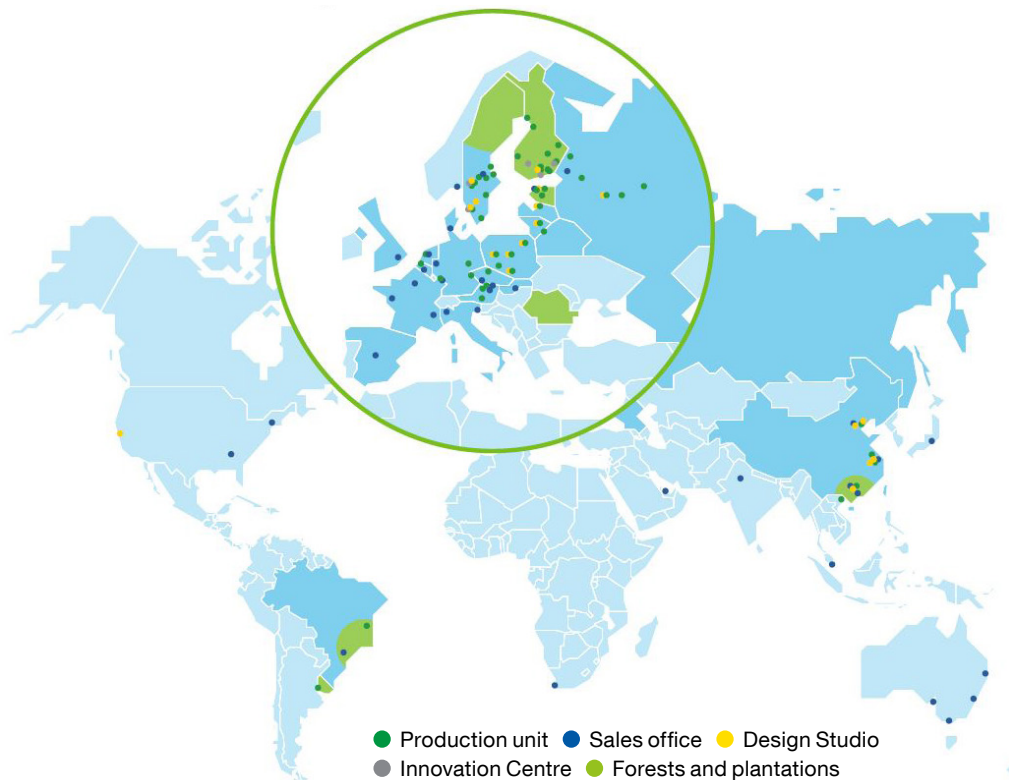 Production unit Sales office Design Studio
Innovation Centre Forests and plantations